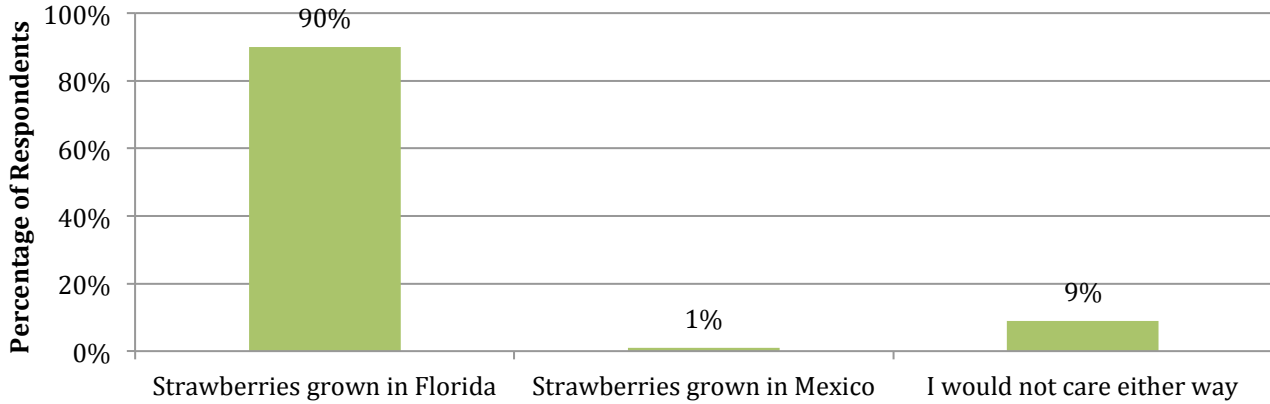 Percentage of Respondents
100%
80%
60%
40%
20%
0%
90%
1%
9%
Strawberries grown in Florida
Strawberries grown in Mexico
I would not care either way